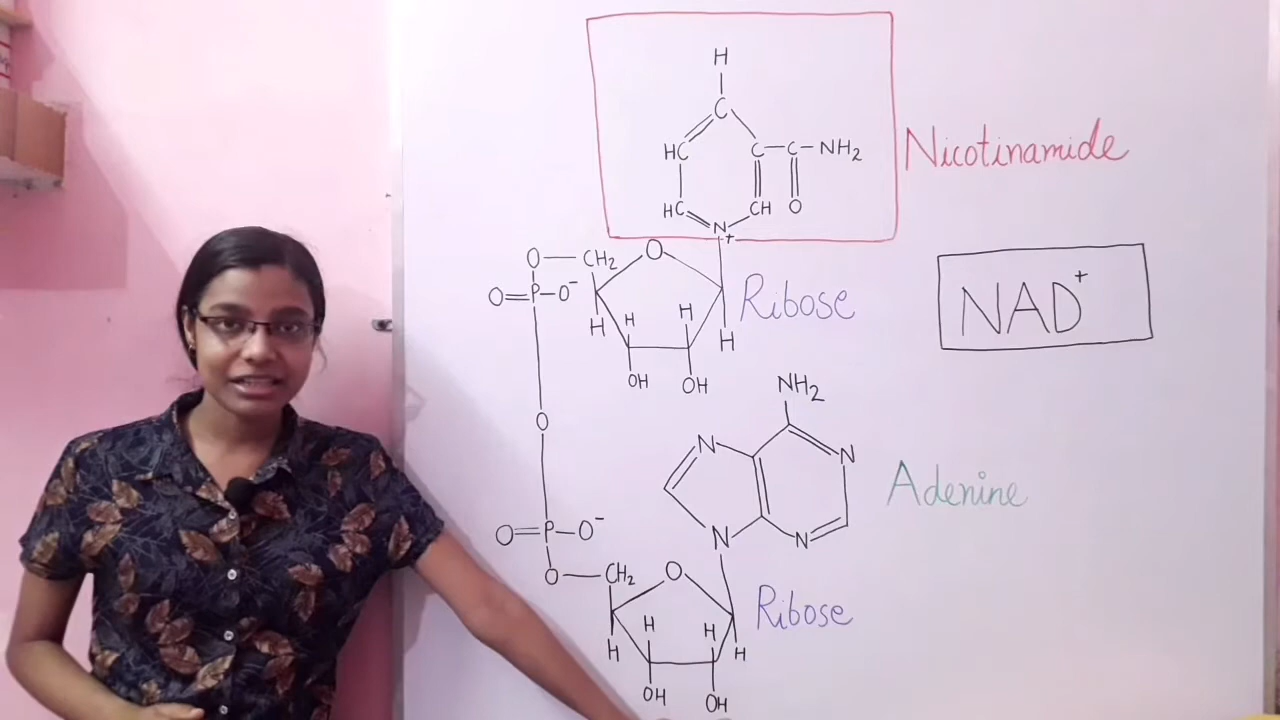 H
C
HC C–C–NH₂
HC CH O
N+
Nicotinamide
O–CH₂ O
O=P–O⁻
H H H H
OH OH
Ribose
NAD⁺
O
NH₂
N N
N N
Adenine
O=P–O⁻
O–CH₂ O
H H H H
OH OH
Ribose